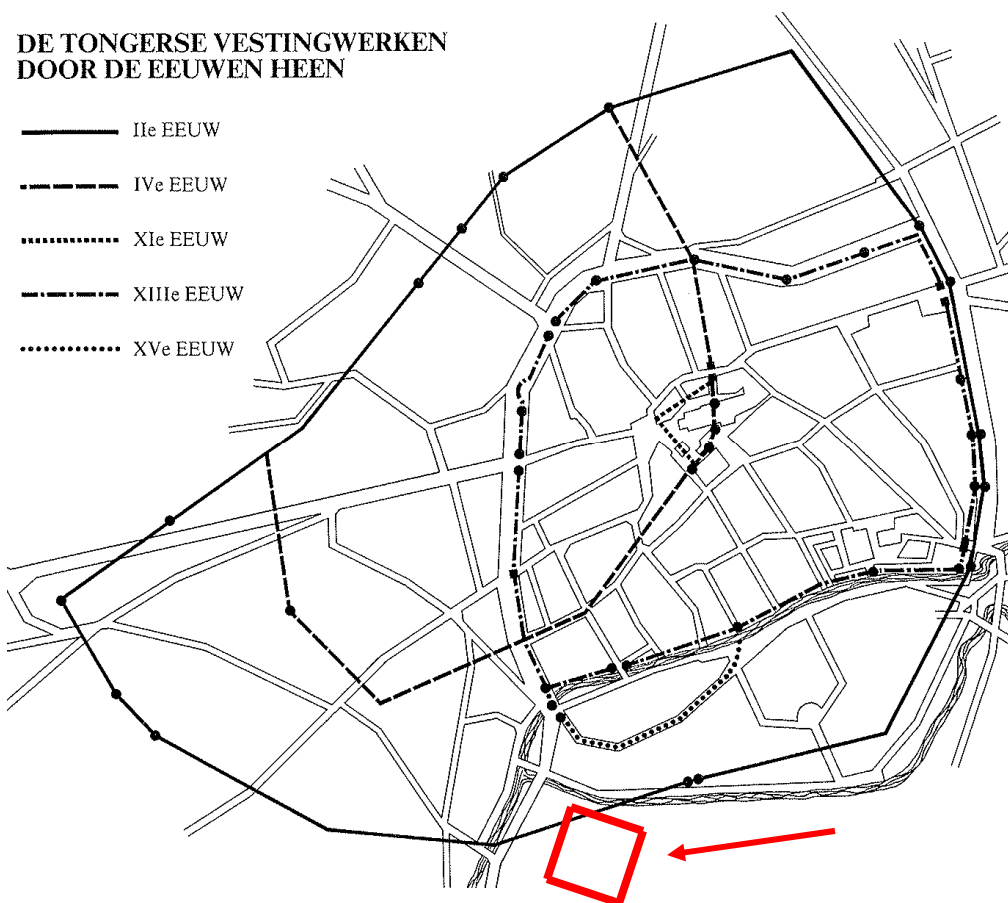 DE TONGERSE VESTINGWERKEN
DOOR DE EEUWEN HEEN
IIe EEUW
IVe EEUW
XIe EEUW
XIIIe EEUW
XVe EEUW